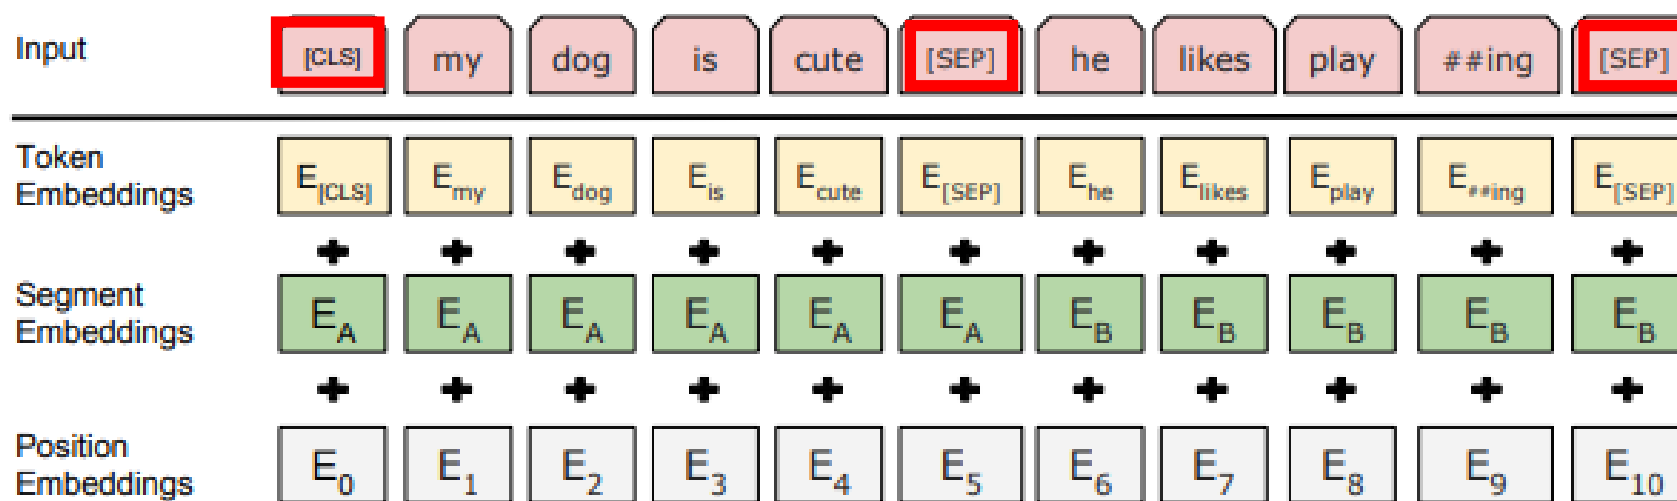 Input [CLS] my dog is cute [SEP] he likes play ##ing [SEP]
Token Embeddings E[CLS] Emy Edog Eis Ecute E[SEP] Ehe Elikes Eplay E##ing E[SEP]
+ + + + + + + + + + +
Segment Embeddings EA EA EA EA EA EA EB EB EB EB EB
+ + + + + + + + + + +
Position Embeddings E0 E1 E2 E3 E4 E5 E6 E7 E8 E9 E10